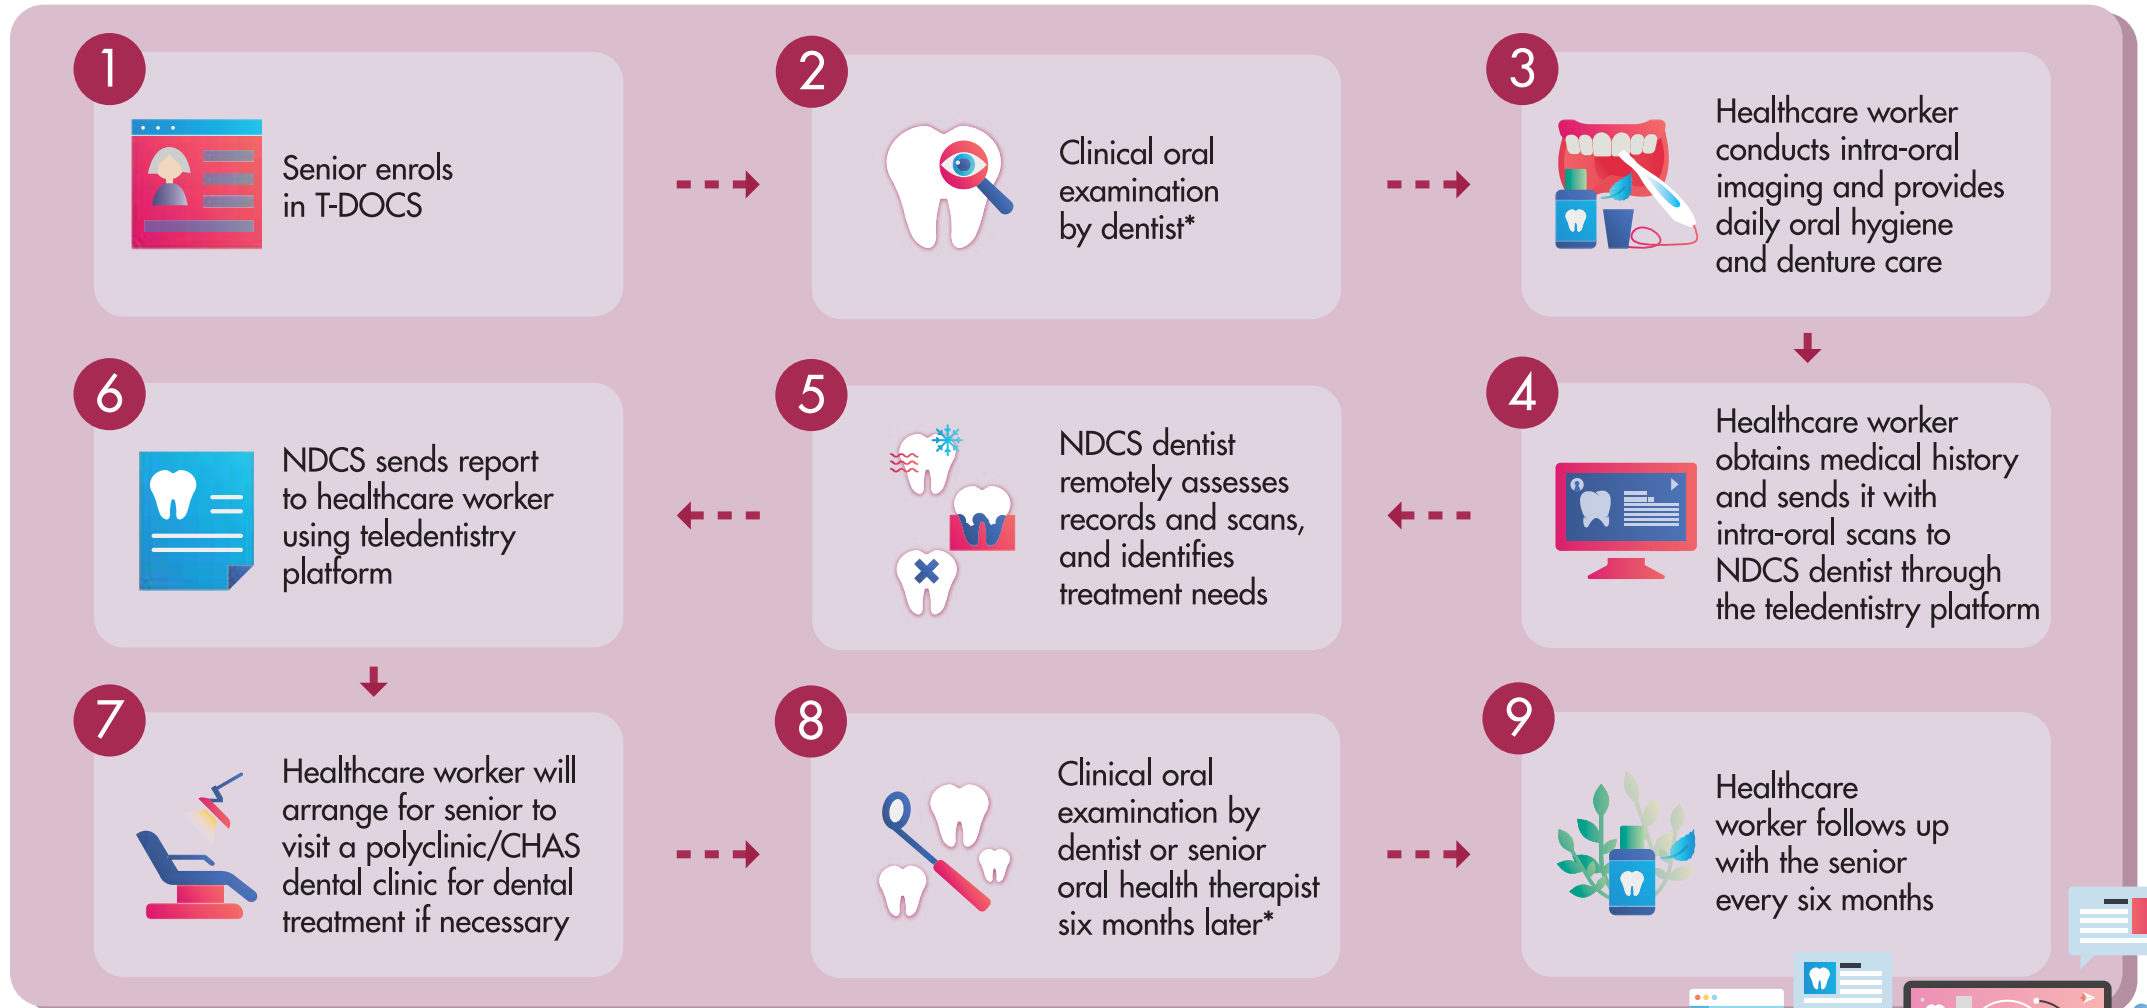 1
Senior enrols
in T-DOCS
2
Clinical oral
examination
by dentist*
3
Healthcare worker
conducts intra-oral
imaging and provides
daily oral hygiene
and denture care
4
Healthcare worker
obtains medical history
and sends it with
intra-oral scans to
NDCS dentist through
the teledentistry platform
5
NDCS dentist
remotely assesses
records and scans,
and identifies
treatment needs
6
NDCS sends report
to healthcare worker
using teledentistry
platform
7
Healthcare worker will
arrange for senior to
visit a polyclinic/CHAS
dental clinic for dental
treatment if necessary
8
Clinical oral
examination by
dentist or senior
oral health therapist
six months later*
9
Healthcare
worker follows up
with the senior
every six months